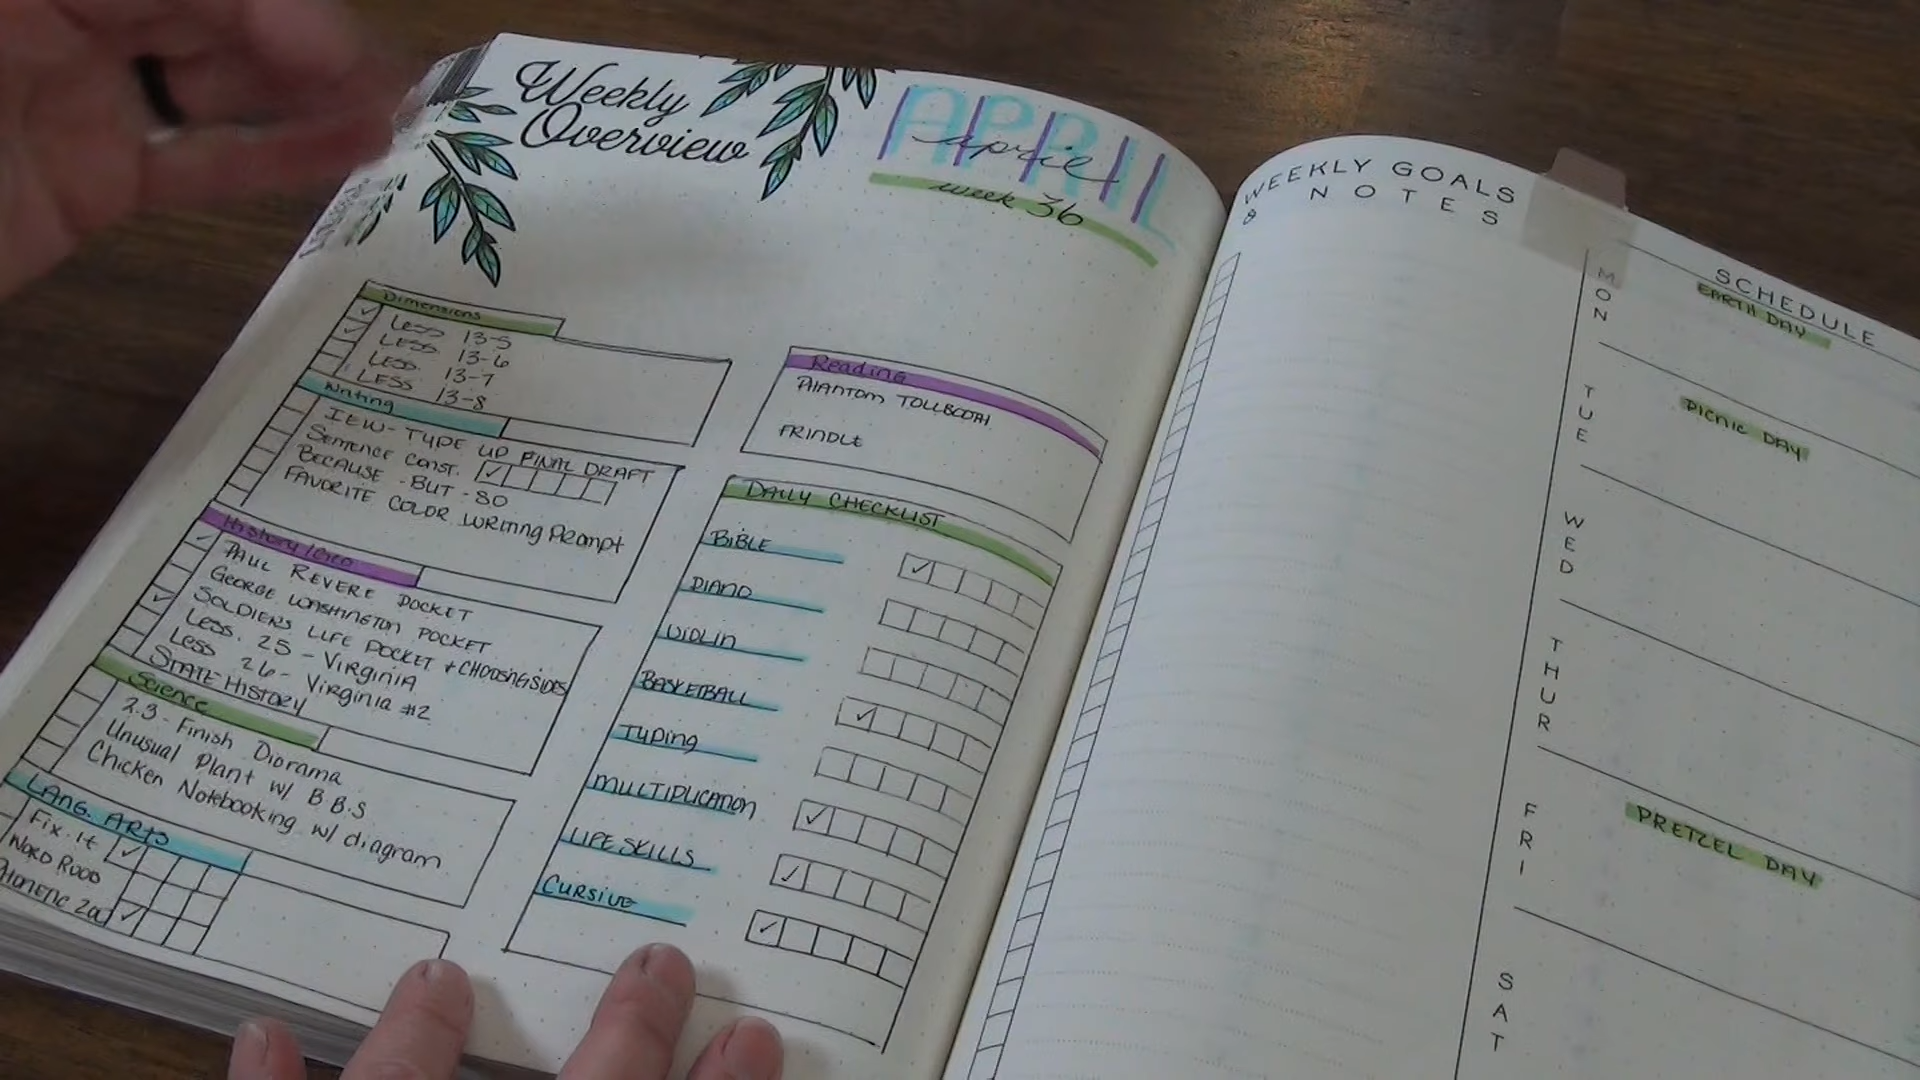 Weekly
Overview
APRIL
april
week 36
Dimensions
Less 13-5
Less 13-6
Less 13-7
Less 13-8
Writing
IEW- TYPE UP FINAL DRAFT
Sentence Const.
BECAUSE - BUT - SO
FAVORITE COLOR WRITING PROMPT
History/Geo
PAUL REVERE POCKET
GEORGE WASHINGTON POCKET
SOLDIERS LIFE POCKET + CHOOSING SIDES
Less. 25 - VIRGINIA
Less 26 - Virginia #2
STATE HISTORY
Science
2.3 - Finish Diorama
Unusual Plant w/ B.B.S
Chicken Notebooking w/ diagram
LANG. ARTS
Fix. It
WORD ROOTS
Reading
PHANTOM TOLLBOOTH
FRINDLE
DAILY CHECKLIST
BIBLE
PIANO
VIOLIN
BASKETBALL
Typing
MULTIPLICATION
LIFE SKILLS
CURSIVE
WEEKLY GOALS
& NOTES
SCHEDULE
MON
EARTH DAY
TUE
PICNIC DAY
WED
THUR
FRI
PRETZEL DAY
SAT